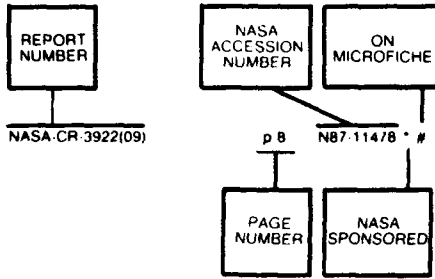 REPORT
NUMBER
NASA
ACCESSION
NUMBER
ON
MICROFICHE
NASA-CR-3922(09)
p 8
N87-11478 * #
PAGE
NUMBER
NASA
SPONSORED